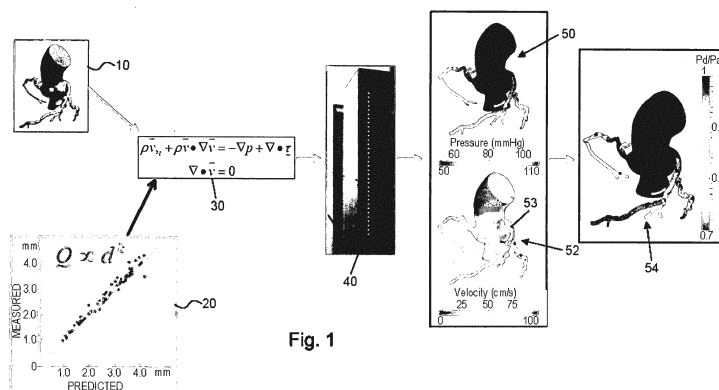 10
ρv̄,t + ρv̄ • ∇v̄ = −∇p + ∇ • τ
∇ • v̄ = 0
30
40
50
Pressure (mmHg)
60 80 100
50 110
53
52
Velocity (cm/s)
25 50 75
0 100
Pd/Pa
1
0.7
54
mm
4.0
3.0
2.0
1.0
0
MEASURED
Q ∝ d
1.0 2.0 3.0 4.0 mm
PREDICTED
20
Fig. 1